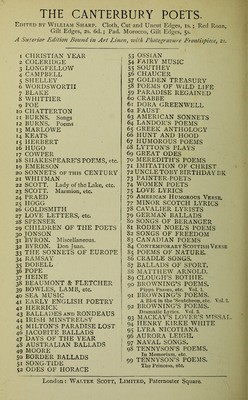 THE CANTERBURY POETS.
EDITED BY WILLIAM SHARP. Cloth, Cut and Uncut Edges, 1s.; Red Roan,
Gilt Edges, 2s. 6d.; Pad. Morocco, Gilt Edges, 5s.
A Superior Edition Bound in Art Linen, with Photogravure Frontispiece, 2s.
1 CHRISTIAN YEAR
2 COLERIDGE
3 LONGFELLOW
4 CAMPBELL
5 SHELLEY
6 WORDSWORTH
7 BLAKE
8 WHITTIER
9 POE
10 CHATTERTON
11 BURNS. Songs
12 BURNS. Poems
13 MARLOWE
14 KEATS
15 HERBERT
16 HUGO
17 COWPER
18 SHAKESPEARE'S POEMS, etc.
19 EMERSON
20 SONNETS OF THIS CENTURY
21 WHITMAN
22 SCOTT. Lady of the Lake, etc.
23 SCOTT. Marmion, etc.
24 PRAED
25 HOGG
26 GOLDSMITH
27 LOVE LETTERS, etc.
28 SPENSER
29 CHILDREN OF THE POETS
30 JONSON
31 BYRON. Miscellaneous.
32 BYRON. Don Juan.
33 THE SONNETS OF EUROPE
34 RAMSAY
35 DOBELL
36 POPE
37 HEINE
38 BEAUMONT & FLETCHER
39 BOWLES, LAMB, etc.
40 SEA MUSIC
41 EARLY ENGLISH POETRY
42 HERRICK
43 BALLADES AND RONDEAUS
44 IRISH MINSTRELSY
45 MILTON'S PARADISE LOST
46 JACOBITE BALLADS
47 DAYS OF THE YEAR
48 AUSTRALIAN BALLADS
49 MOORE
50 BORDER BALLADS
51 SONG-TIDE
52 ODES OF HORACE
53 OSSIAN
54 FAIRY MUSIC
55 SOUTHEY
56 CHAUCER
57 GOLDEN TREASURY
58 POEMS OF WILD LIFE
59 PARADISE REGAINED
60 CRABBE
61 DORA GREENWELL
62 FAUST
63 AMERICAN SONNETS
64 LANDOR'S POEMS
65 GREEK ANTHOLOGY
66 HUNT AND HOOD
67 HUMOROUS POEMS
68 LYTTON'S PLAYS
69 GREAT ODES
70 MEREDITH'S POEMS
71 IMITATION OF CHRIST
72 UNCLE TOBY BIRTHDAY BK
73 PAINTER POETS
74 WOMEN POETS
75 LOVE LYRICS
76 AMERICAN HUMOROUS VERSE.
77 MINOR SCOTCH LYRICS
78 CAVALIER LYRISTS
79 GERMAN BALLADS
80 SONGS OF BERANGER
81 RODEN NOEL'S POEMS
82 SONGS OF FREEDOM
83 CANADIAN POEMS
84 CONTEMPORARY SCOTTISH VERSE
85 POEMS OF NATURE.
86 CRADLE SONGS.
87 BALLADS OF SPORT.
88 MATTHEW ARNOLD.
89 CLOUGH'S BOTHIE.
90 BROWNING'S POEMS.
Pippa Passes, etc. Vol. 1.
91 BROWNING'S POEMS.
A Blot in the 'Scutcheon, etc. Vol. 2.
92 BROWNING'S POEMS.
Dramatic Lyrics. Vol. 3.
93 MACKAY'S LOVER'S MISSAL.
94 HENRY KIRKE WHITE
95 LYRA NICOTIANA
96 AURORA LEIGH.
97 NAVAL SONGS.
98 TENNYSON'S POEMS.
In Memoriam, etc.
99 TENNYSON'S POEMS.
The Princess, etc.
London: WALTER SCOTT, LIMITED, Paternoster Square.